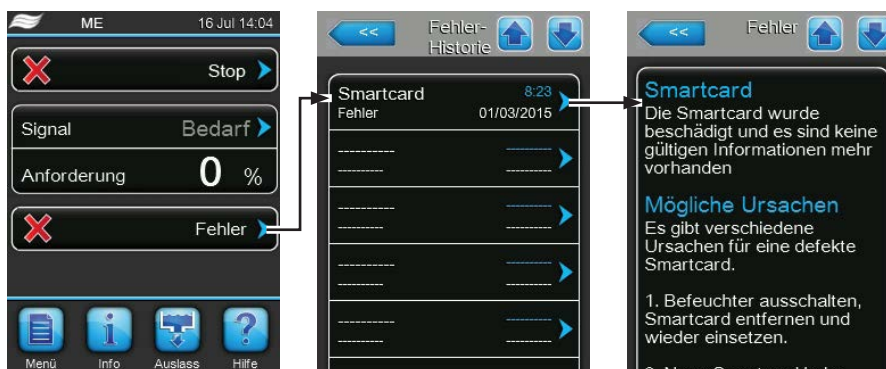 ME 16 Jul 14:04
Stop
Signal Bedarf
Anforderung 0 %
Fehler
Menü Info Auslass Hilfe
<< Fehler-
Historie
Smartcard 8:23
Fehler 01/03/2015
---------- ----------
---------- ----------
---------- ----------
---------- ----------
---------- ----------
---------- ----------
---------- ----------
---------- ----------
<< Fehler
Smartcard
Die Smartcard wurde
beschädigt und es sind keine
gültigen Informationen mehr
vorhanden
Mögliche Ursachen
Es gibt verschiedene
Ursachen für eine defekte
Smartcard.
1. Befeuchter ausschalten,
Smartcard entfernen und
wieder einsetzen.